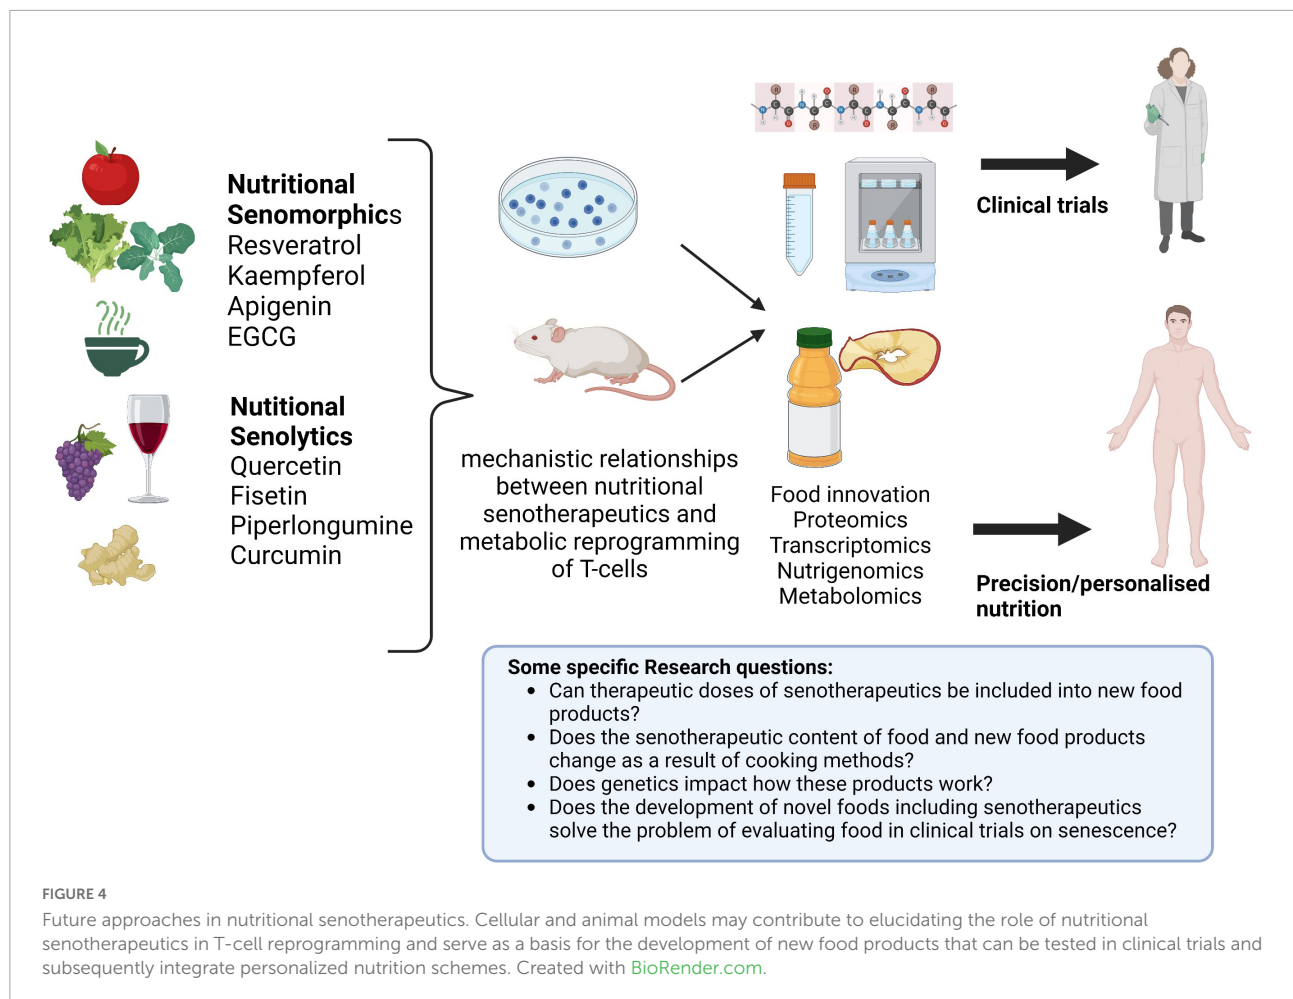 Nutritional
Senomorphics
Resveratrol
Kaempferol
Apigenin
EGCG
Nutitional
Senolytics
Quercetin
Fisetin
Piperlongumine
Curcumin
mechanistic relationships
between nutritional
senotherapeutics and
metabolic reprogramming
of T-cells
Food innovation
Proteomics
Transcriptomics
Nutrigenomics
Metabolomics
Clinical trials
Precision/personalised
nutrition
Some specific Research questions:
• Can therapeutic doses of senotherapeutics be included into new food
products?
• Does the senotherapeutic content of food and new food products
change as a result of cooking methods?
• Does genetics impact how these products work?
• Does the development of novel foods including senotherapeutics
solve the problem of evaluating food in clinical trials on senescence?
FIGURE 4
Future approaches in nutritional senotherapeutics. Cellular and animal models may contribute to elucidating the role of nutritional
senotherapeutics in T-cell reprogramming and serve as a basis for the development of new food products that can be tested in clinical trials and
subsequently integrate personalized nutrition schemes. Created with BioRender.com.